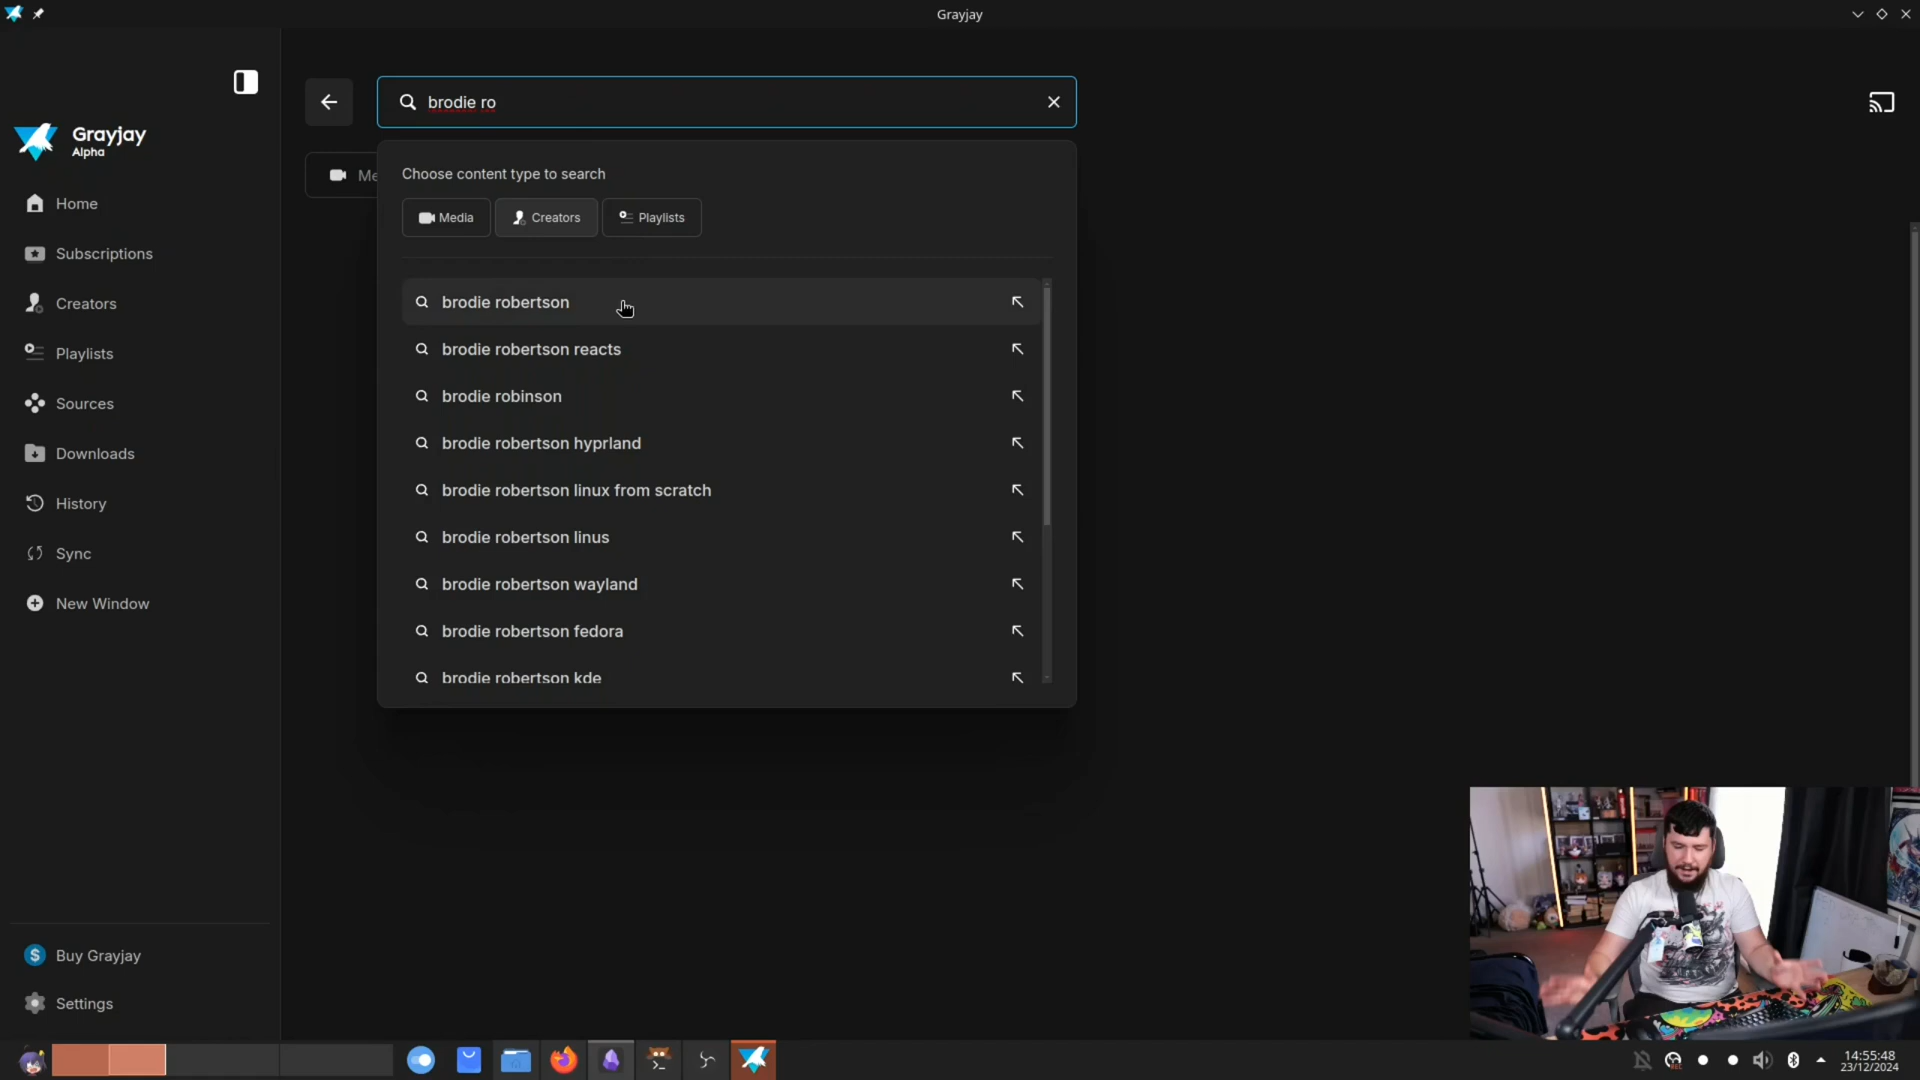 Grayjay
brodie ro
Grayjay
Alpha
Me
Choose content type to search
Media
Creators
Playlists
Home
Subscriptions
Creators
Playlists
Sources
Downloads
History
Sync
New Window
brodie robertson
brodie robertson reacts
brodie robinson
brodie robertson hyprland
brodie robertson linux from scratch
brodie robertson linus
brodie robertson wayland
brodie robertson fedora
brodie robertson kde
Buy Grayjay
Settings
14:55:48
23/12/2024